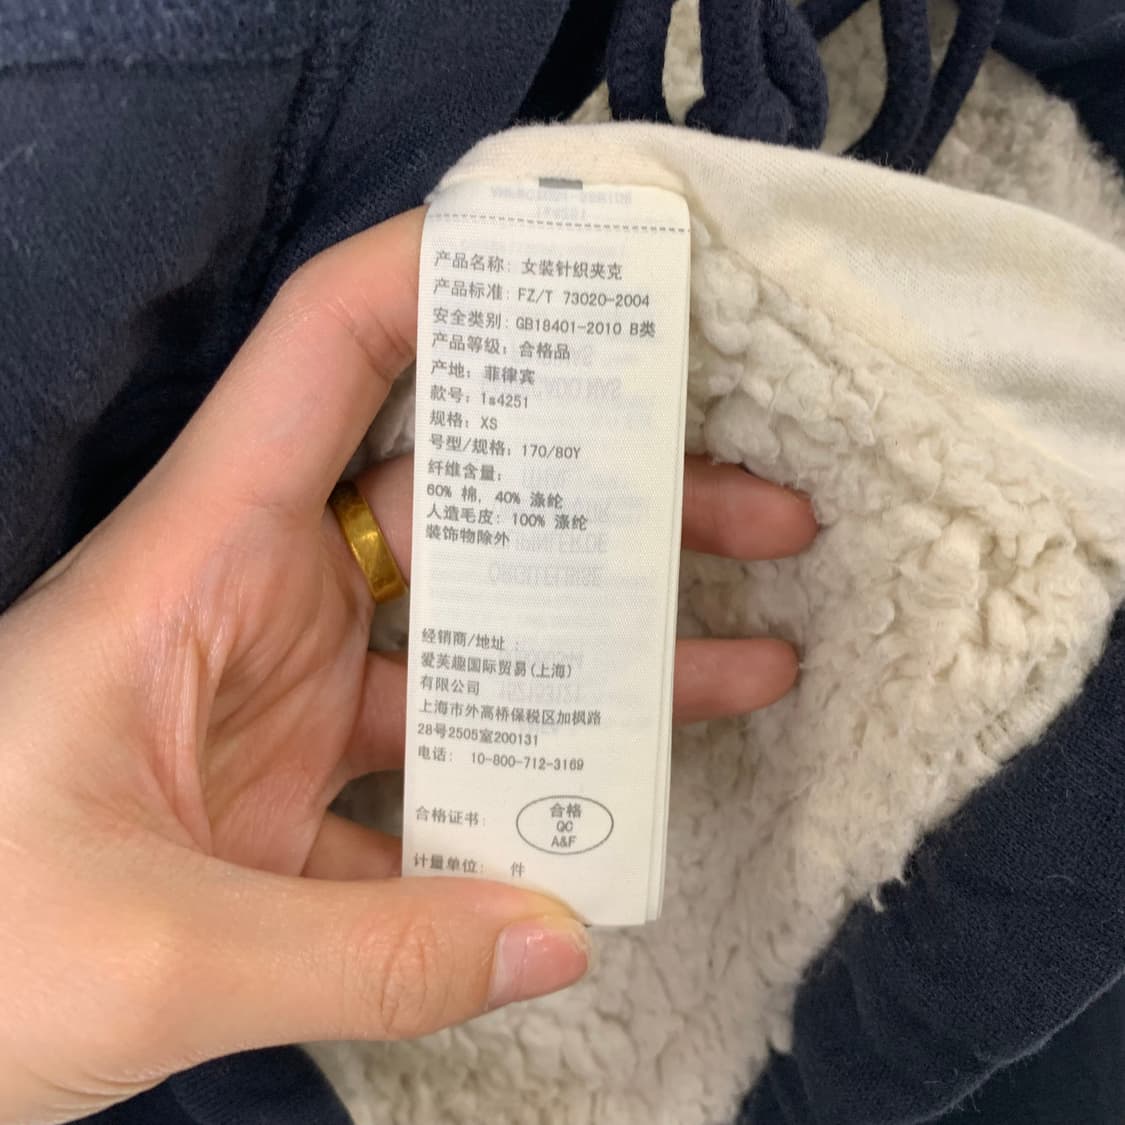 产品名称: 女装针织夹克
产品标准: FZ/T 73020-2004
安全类别: GB18401-2010 B类
产品等级: 合格品
产地: 菲律宾
款号: 1s4251
规格: XS
号型/规格: 170/80Y
纤维含量:
60% 棉, 40% 涤纶
人造毛皮: 100% 涤纶
装饰物除外
经销商/地址 :
爱芙趣国际贸易(上海)
有限公司
上海市外高桥保税区加枫路
28号2505室200131
电话: 10-800-712-3169
合格证书:
合格
QC
A&F
计量单位: 件